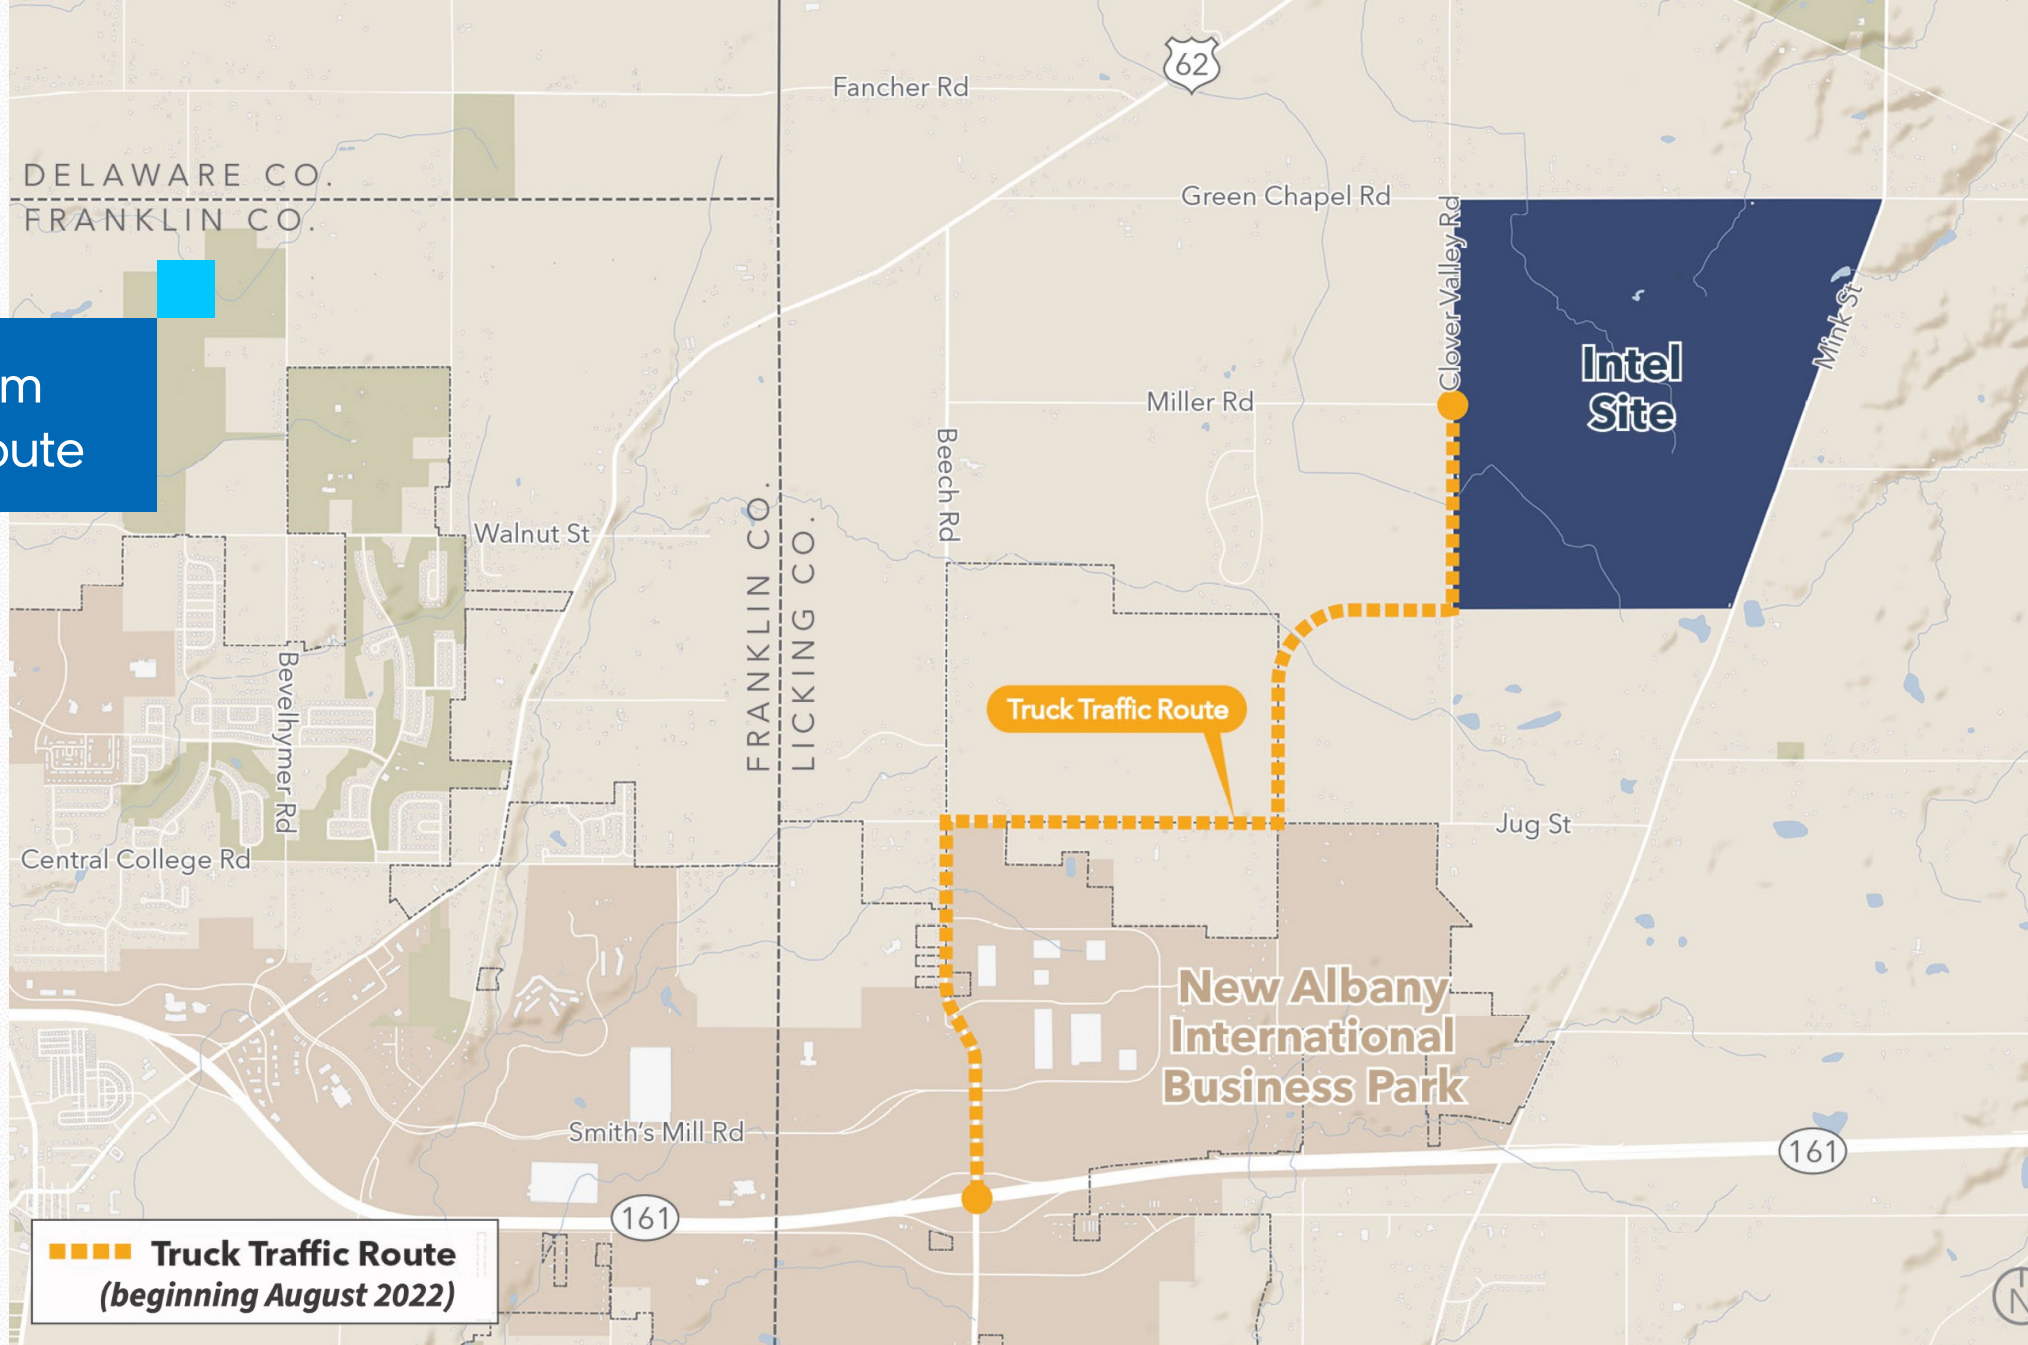 62
Fancher Rd
DELAWARE CO.
FRANKLIN CO.
Green Chapel Rd
Clover Valley Rd
Mink St
Intel
Site
m
oute
Miller Rd
Beech Rd
Walnut St
FRANKLIN CO.
LICKING CO.
Bevelhymer Rd
Truck Traffic Route
Jug St
Central College Rd
New Albany
International
Business Park
Smith's Mill Rd
161
161
Truck Traffic Route
(beginning August 2022)
N